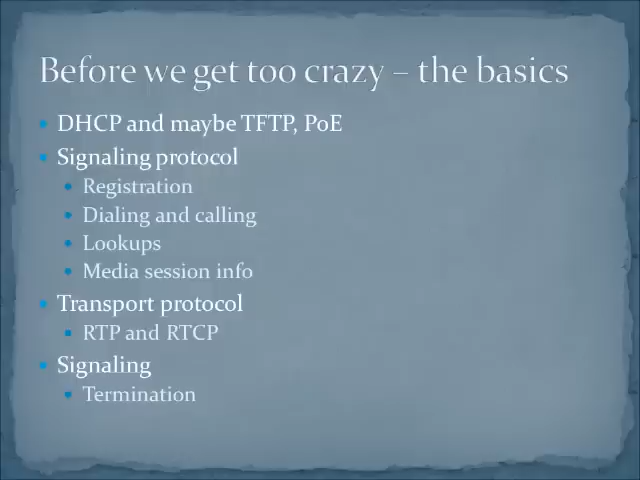 Before we get too crazy – the basics
DHCP and maybe TFTP, PoE
Signaling protocol
Registration
Dialing and calling
Lookups
Media session info
Transport protocol
RTP and RTCP
Signaling
Termination